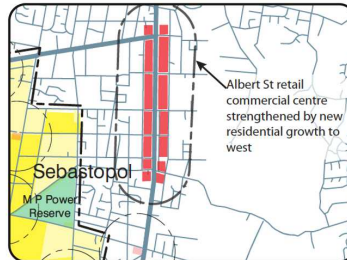 Albert St retail
commercial centre
strengthened by new
residential growth to
west
Sebastopol
M P Power
Reserve